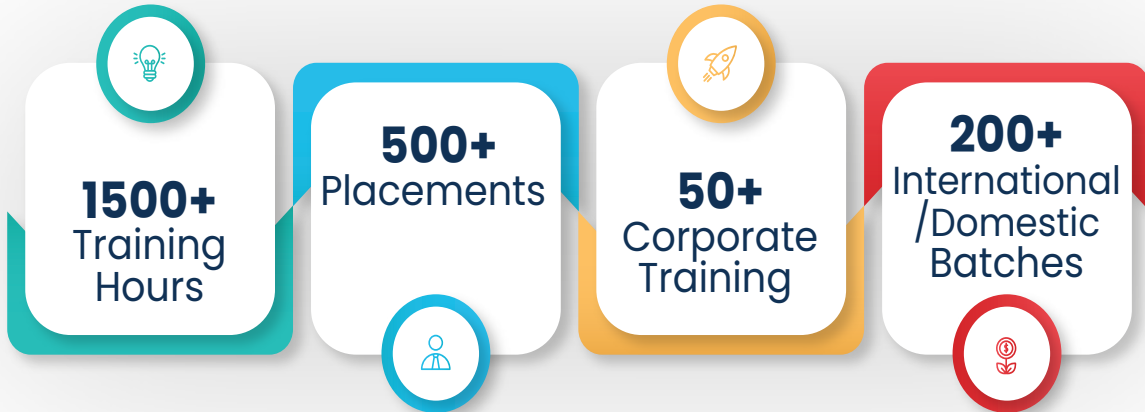 1500+
Training
Hours
500+
Placements
50+
Corporate
Training
200+
International
/Domestic
Batches
$